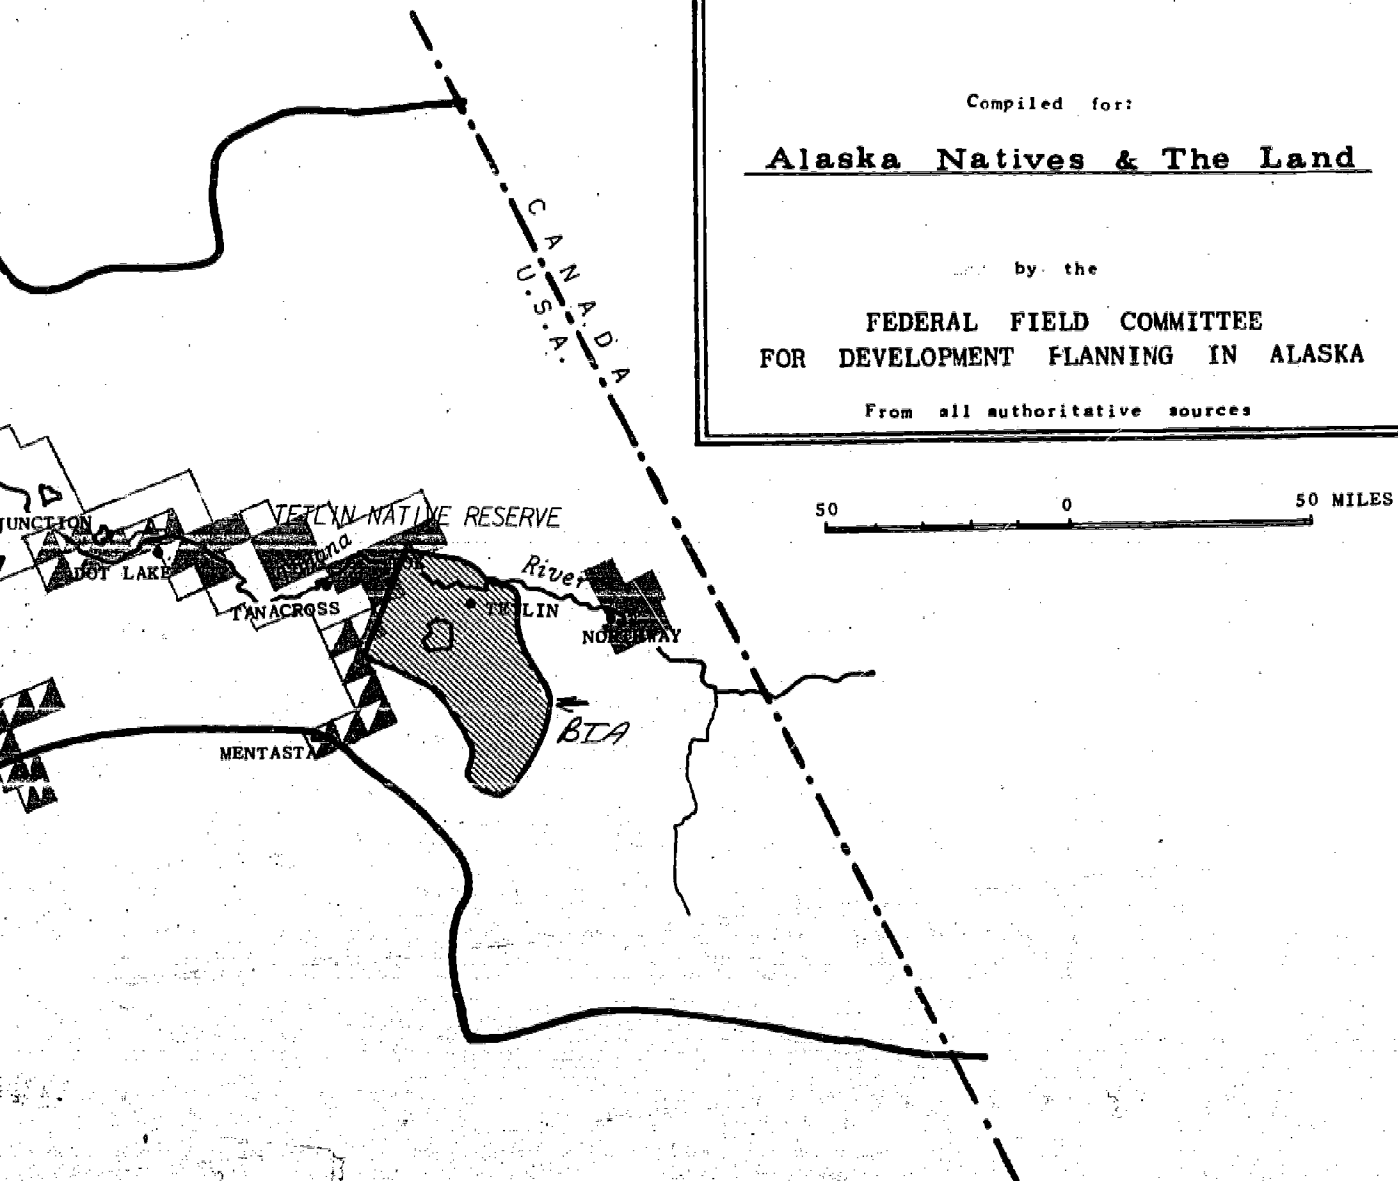 Compiled for:
Alaska Natives & The Land
by the
FEDERAL FIELD COMMITTEE
FOR DEVELOPMENT PLANNING IN ALASKA
From all authoritative sources
50 0 50 MILES
CANADA
U.S.A.
TETLIN NATIVE RESERVE
JUNCTION
DOT LAKE
River
TANACROSS
TETLIN
NORTHWAY
BIA
MENTASTA